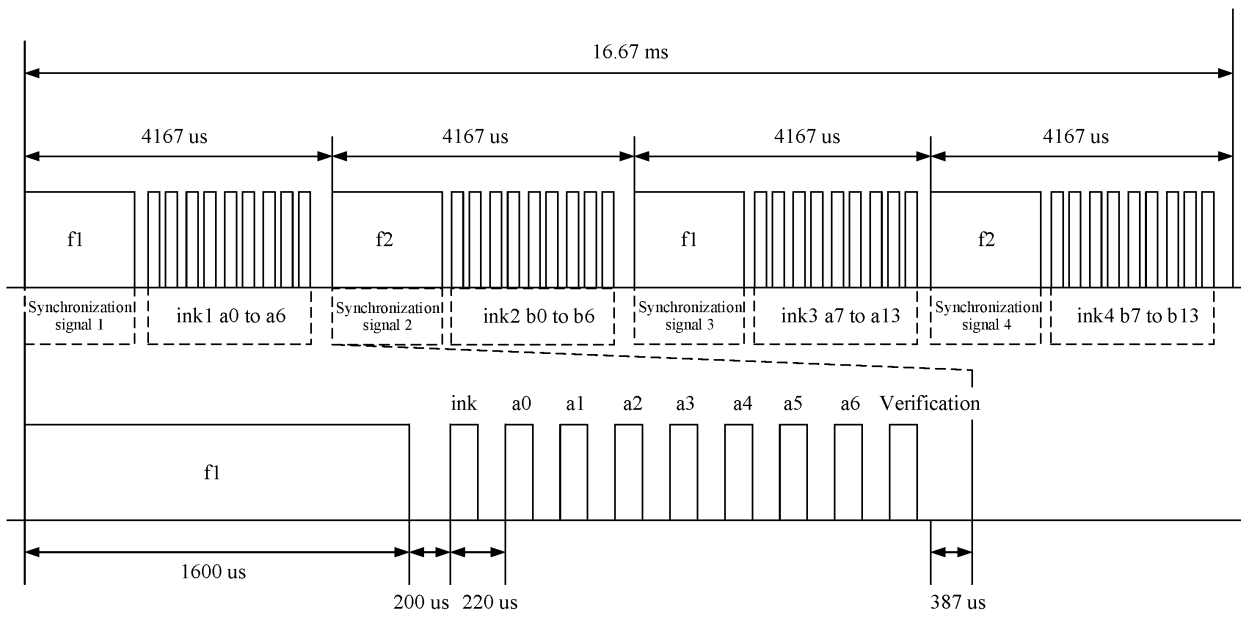 16.67 ms
4167 us 4167 us 4167 us 4167 us
f1 f2 f1 f2
Synchronization
signal 1
ink1 a0 to a6
Synchronization
signal 2
ink2 b0 to b6
Synchronization
signal 3
ink3 a7 to a13
Synchronization
signal 4
ink4 b7 to b13
ink a0 a1 a2 a3 a4 a5 a6 Verification
f1
1600 us
200 us 220 us 387 us